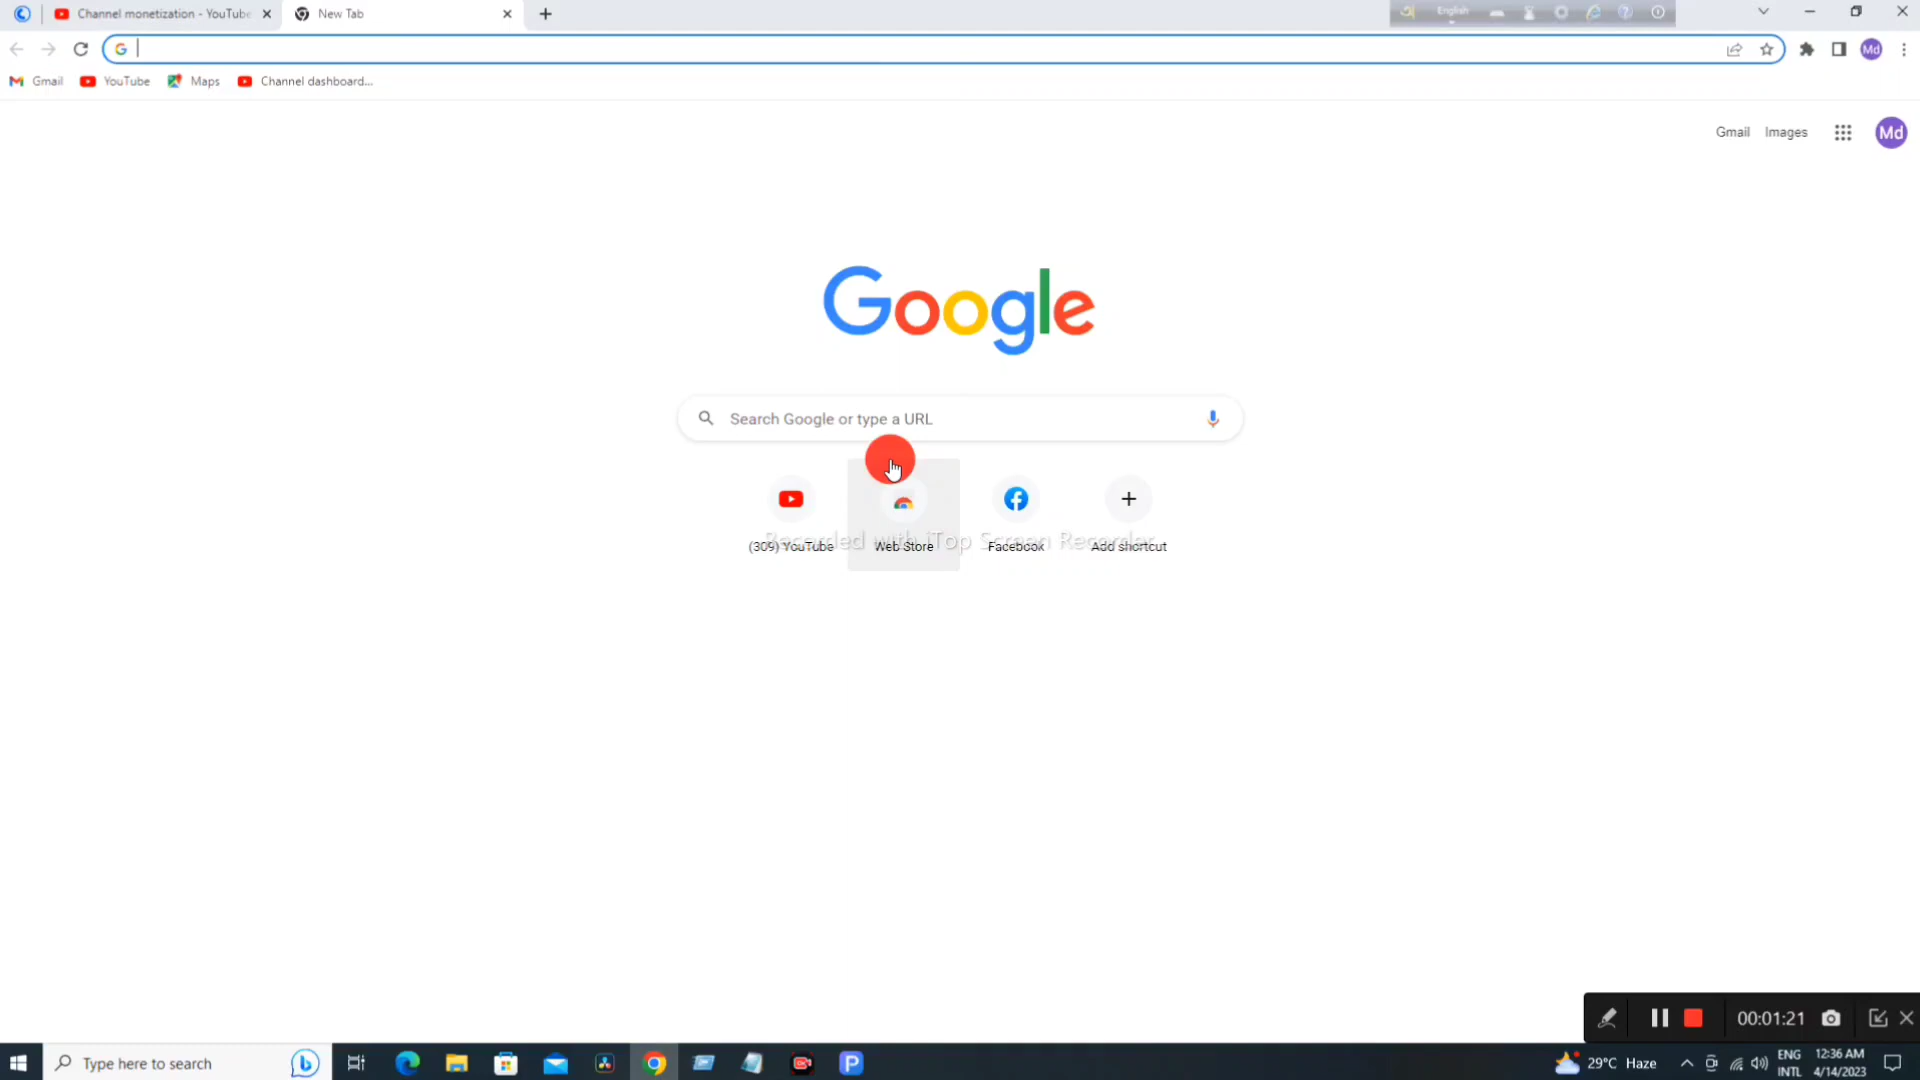 Channel monetization - YouTube
New Tab
অ English
Gmail YouTube Maps Channel dashboard...
Md
Gmail Images
Md
Google
Search Google or type a URL
(309) YouTube Web Store Facebook Add shortcut
Recorded with iTop Screen Recorder
00:01:21
Type here to search
29°C Haze
ENG
INTL
12:36 AM
4/14/2023